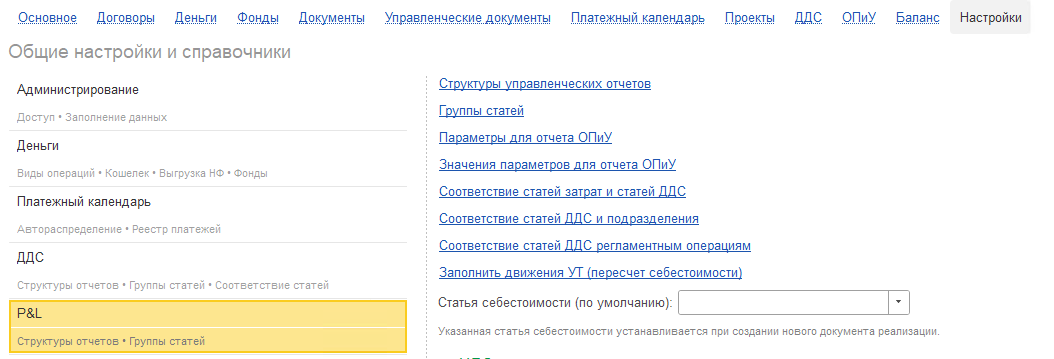 Основное Договоры Деньги Фонды Документы Управленческие документы Платежный календарь Проекты ДДС ОПиУ Баланс Настройки
Общие настройки и справочники
Администрирование
Доступ • Заполнение данных
Деньги
Виды операций • Кошелек • Выгрузка НФ • Фонды
Платежный календарь
Автораспределение • Реестр платежей
ДДС
Структуры отчетов • Группы статей • Соответствие статей
P&L
Структуры отчетов • Группы статей
Структуры управленческих отчетов
Группы статей
Параметры для отчета ОПиУ
Значения параметров для отчета ОПиУ
Соответствие статей затрат и статей ДДС
Соответствие статей ДДС и подразделения
Соответствие статей ДДС регламентным операциям
Заполнить движения УТ (пересчет себестоимости)
Статья себестоимости (по умолчанию):
Указанная статья себестоимости устанавливается при создании нового документа реализации.